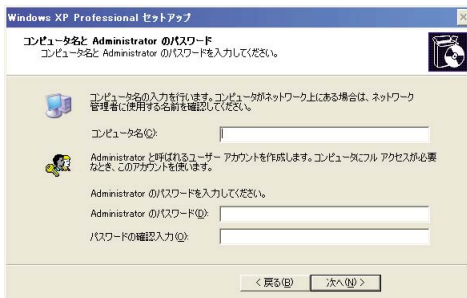 Windows XP Professional セットアップ
コンピュータ名と Administrator のパスワード
コンピュータ名と Administrator のパスワードを入力してください。
コンピュータ名の入力を行います。コンピュータがネットワーク上にある場合は、ネットワーク
管理者に使用する名前を確認してください。
コンピュータ名(C):
Administrator と呼ばれるユーザー アカウントを作成します。コンピュータにフル アクセスが必要
なとき、このアカウントを使います。
Administrator のパスワードを入力してください。
Administrator のパスワード(D):
パスワードの確認入力(O):
< 戻る(B)
次へ(N) >